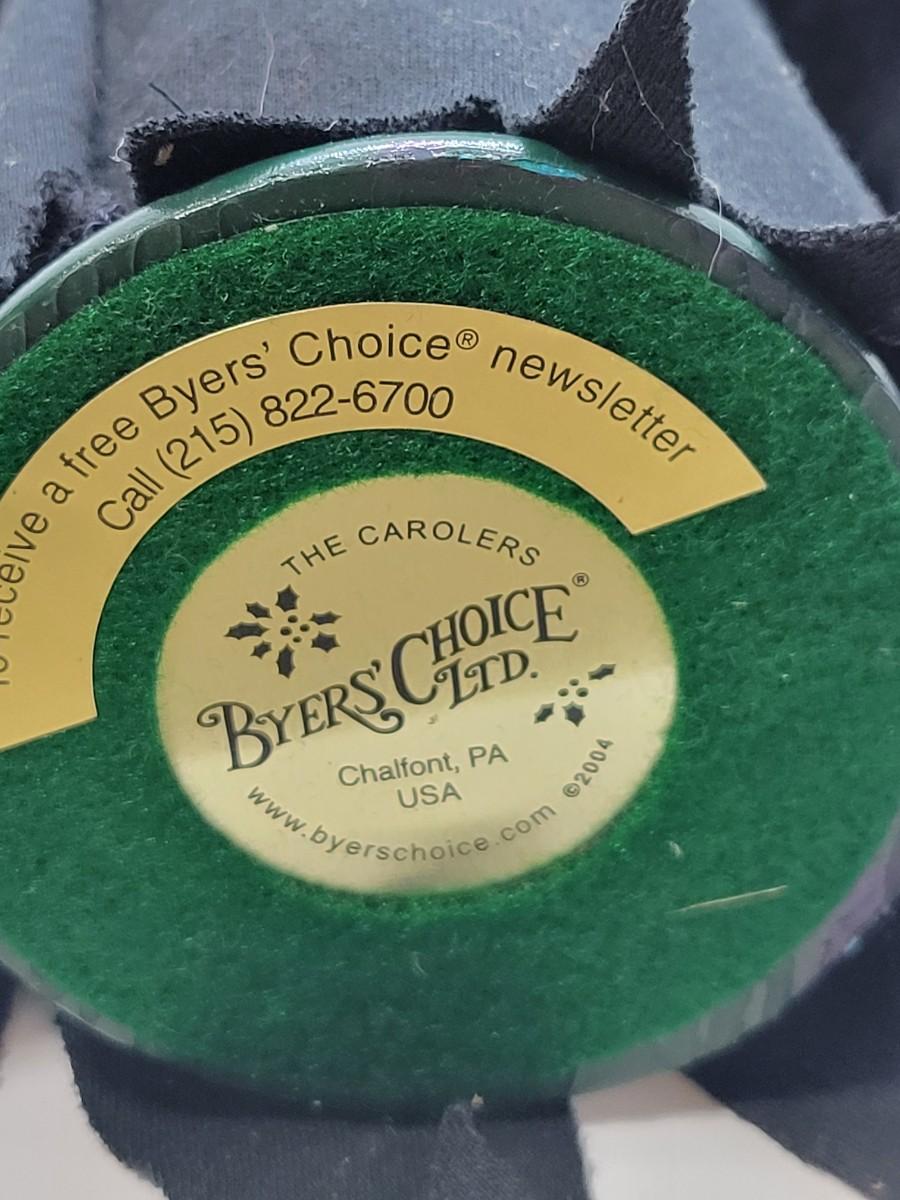 To receive a free Byers' Choice® newsletter
Call (215) 822-6700
THE CAROLERS
BYERS' CHOICE®
LTD.
Chalfont, PA
USA
www.byerschoice.com ©2004